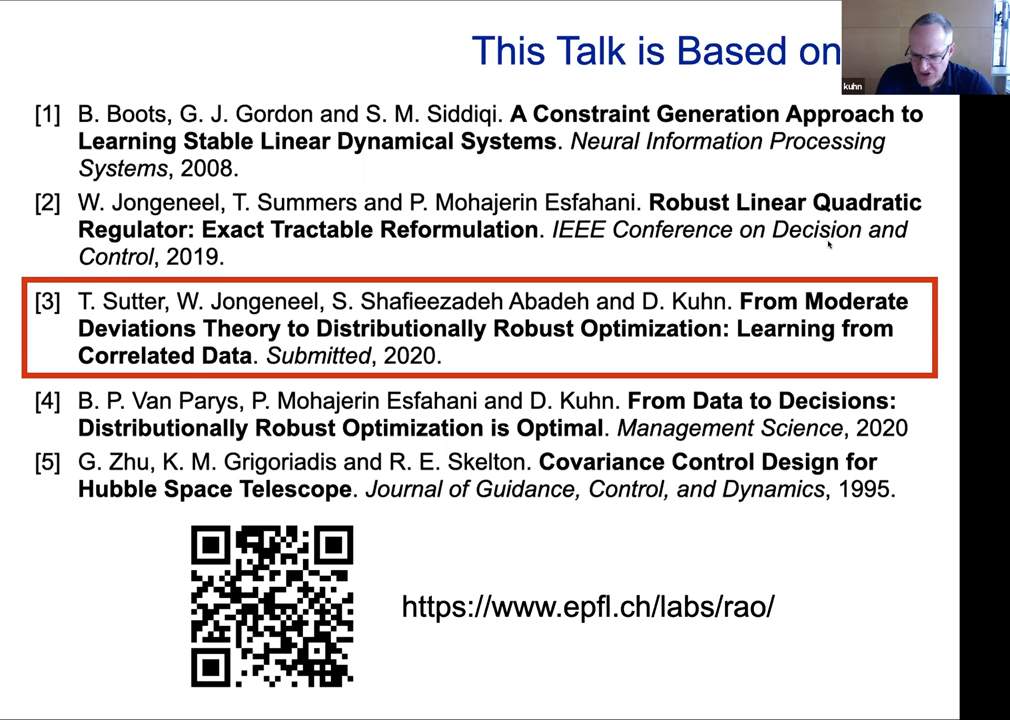 This Talk is Based on
kuhn
[1] B. Boots, G. J. Gordon and S. M. Siddiqi. A Constraint Generation Approach to
Learning Stable Linear Dynamical Systems. Neural Information Processing
Systems, 2008.
[2] W. Jongeneel, T. Summers and P. Mohajerin Esfahani. Robust Linear Quadratic
Regulator: Exact Tractable Reformulation. IEEE Conference on Decision and
Control, 2019.
[3] T. Sutter, W. Jongeneel, S. Shafieezadeh Abadeh and D. Kuhn. From Moderate
Deviations Theory to Distributionally Robust Optimization: Learning from
Correlated Data. Submitted, 2020.
[4] B. P. Van Parys, P. Mohajerin Esfahani and D. Kuhn. From Data to Decisions:
Distributionally Robust Optimization is Optimal. Management Science, 2020
[5] G. Zhu, K. M. Grigoriadis and R. E. Skelton. Covariance Control Design for
Hubble Space Telescope. Journal of Guidance, Control, and Dynamics, 1995.
https://www.epfl.ch/labs/rao/